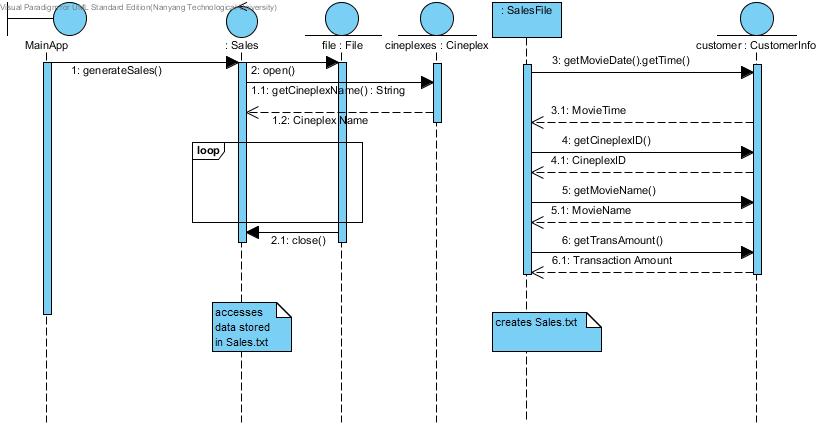 Visual Paradigm for UML Standard Edition(Nanyang Technological University)
: SalesFile
MainApp
: Sales
file : File
cineplexes : Cineplex
customer : CustomerInfo
1: generateSales()
2: open()
3: getMovieDate().getTime()
1.1: getCineplexName() : String
3.1: MovieTime
1.2: Cineplex Name
4: getCineplexID()
loop
4.1: CineplexID
5: getMovieName()
5.1: MovieName
2.1: close()
6: getTransAmount()
6.1: Transaction Amount
accesses
data stored
in Sales.txt
creates Sales.txt